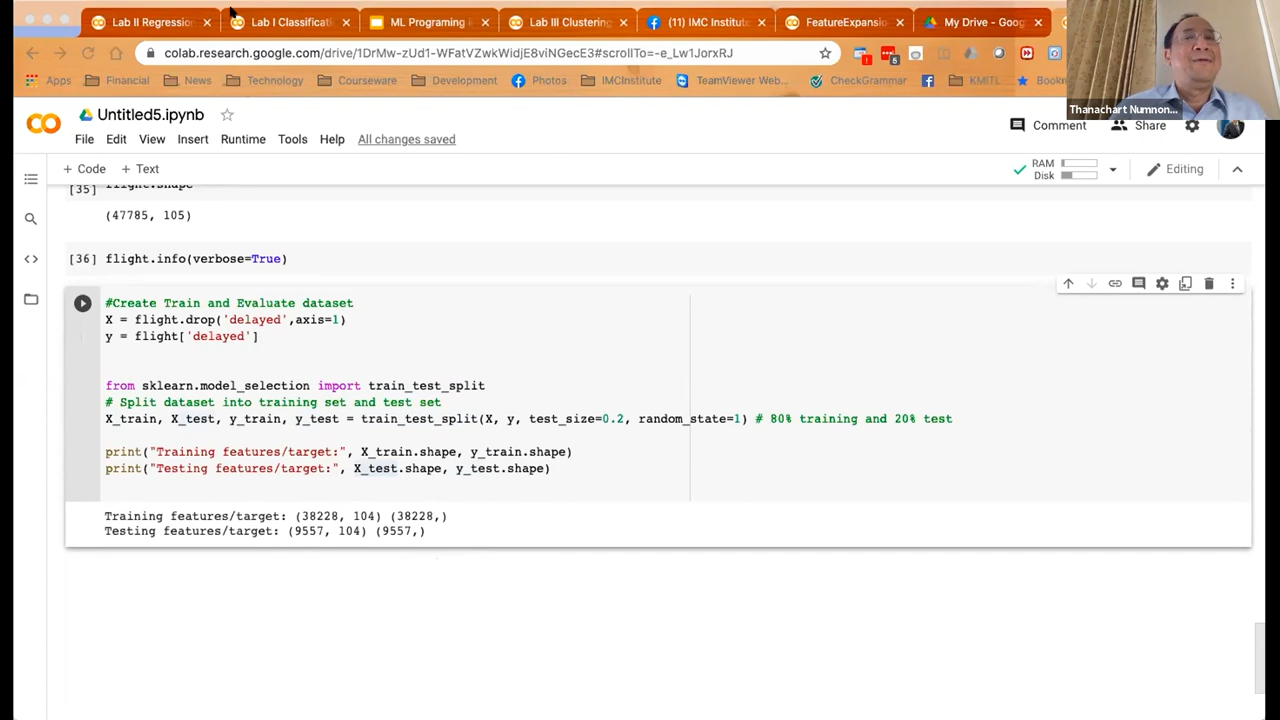 Lab II Regression
Lab I Classificati
ML Programing i
Lab III Clustering
(11) IMC Institut
FeatureExpansio
My Drive - Goog
colab.research.google.com/drive/1DrMw-zUd1-WFatVZwkWidjE8viNGecE3#scrollTo=-e_Lw1JorxRJ
Apps
Financial
News
Technology
Courseware
Development
Photos
IMCInstitute
TeamViewer Web...
CheckGrammar
KMITL
Bookm
Thanachart Numnon...
Untitled5.ipynb
Comment
Share
File Edit View Insert Runtime Tools Help All changes saved
+ Code + Text
RAM
Disk
Editing
[35] flight.shape
(47785, 105)
[36] flight.info(verbose=True)
#Create Train and Evaluate dataset
X = flight.drop('delayed',axis=1)
y = flight['delayed']
from sklearn.model_selection import train_test_split
# Split dataset into training set and test set
X_train, X_test, y_train, y_test = train_test_split(X, y, test_size=0.2, random_state=1) # 80% training and 20% test
print("Training features/target:", X_train.shape, y_train.shape)
print("Testing features/target:", X_test.shape, y_test.shape)
Training features/target: (38228, 104) (38228,)
Testing features/target: (9557, 104) (9557,)